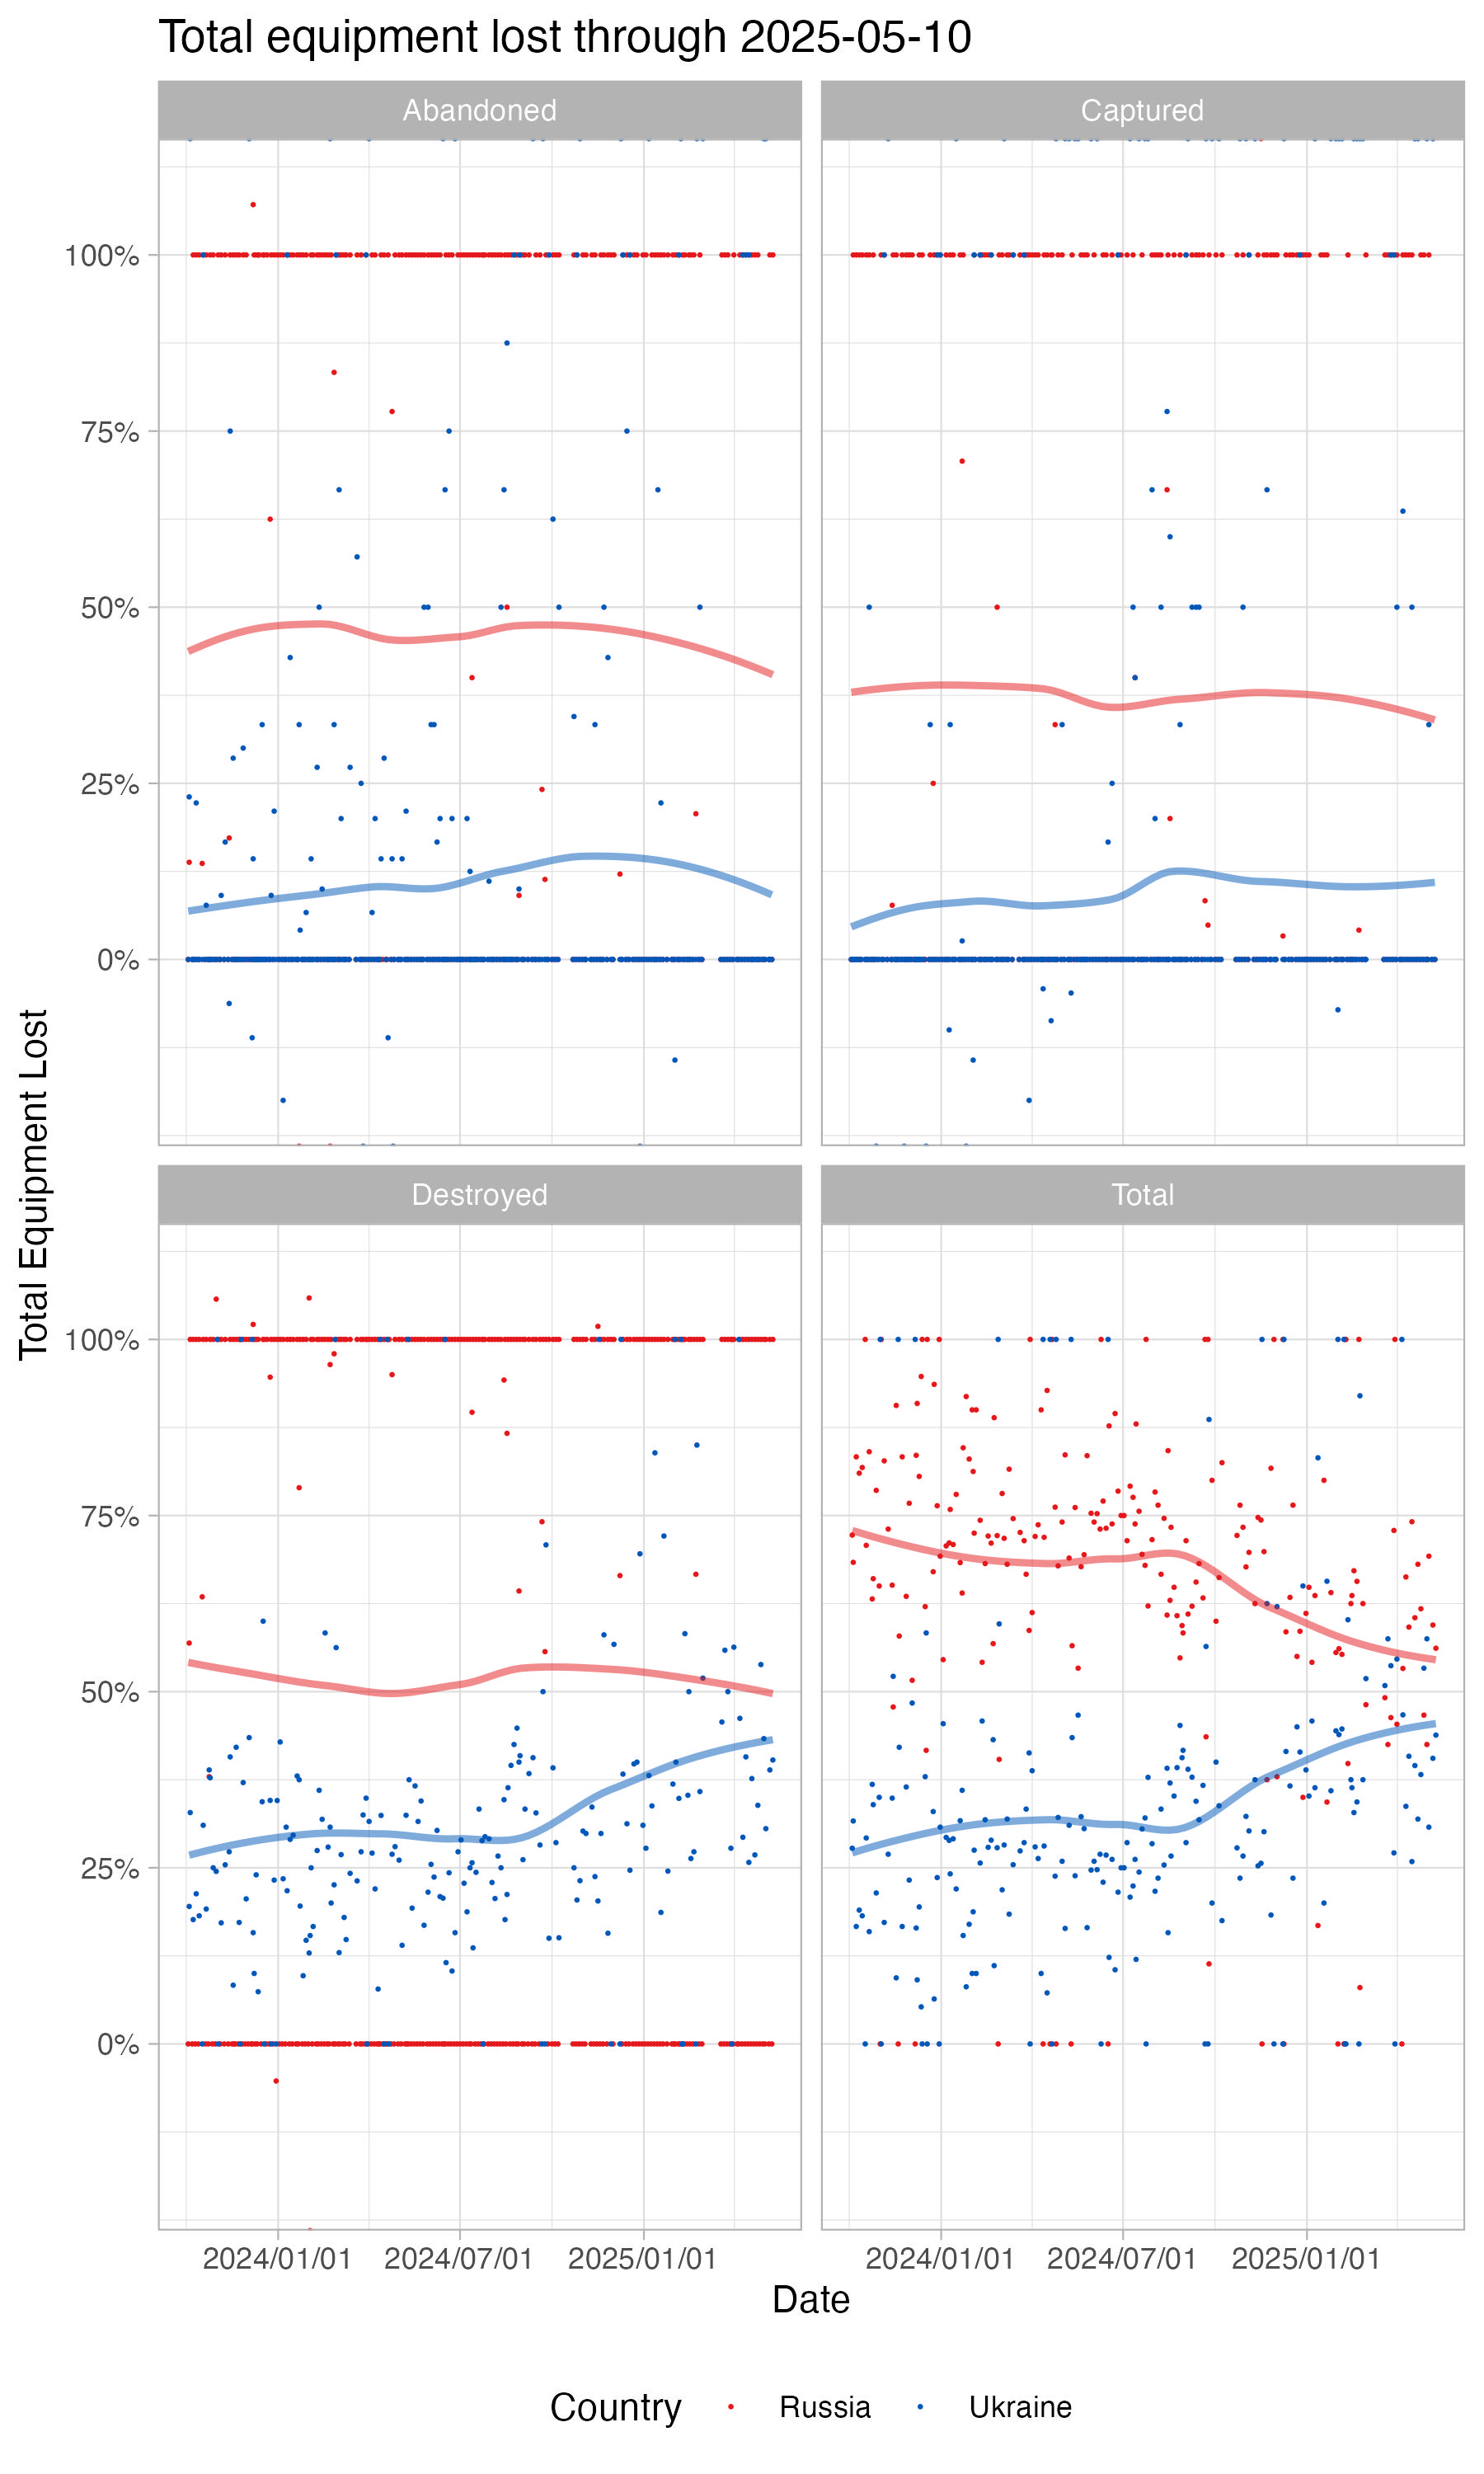 Total equipment lost through 2025-05-10
Abandoned
Captured
100%
75%
50%
25%
0%
Total Equipment Lost
Destroyed
Total
100%
75%
50%
25%
0%
2024/01/01
2024/07/01
2025/01/01
2024/01/01
2024/07/01
2025/01/01
Date
Country
Russia
Ukraine